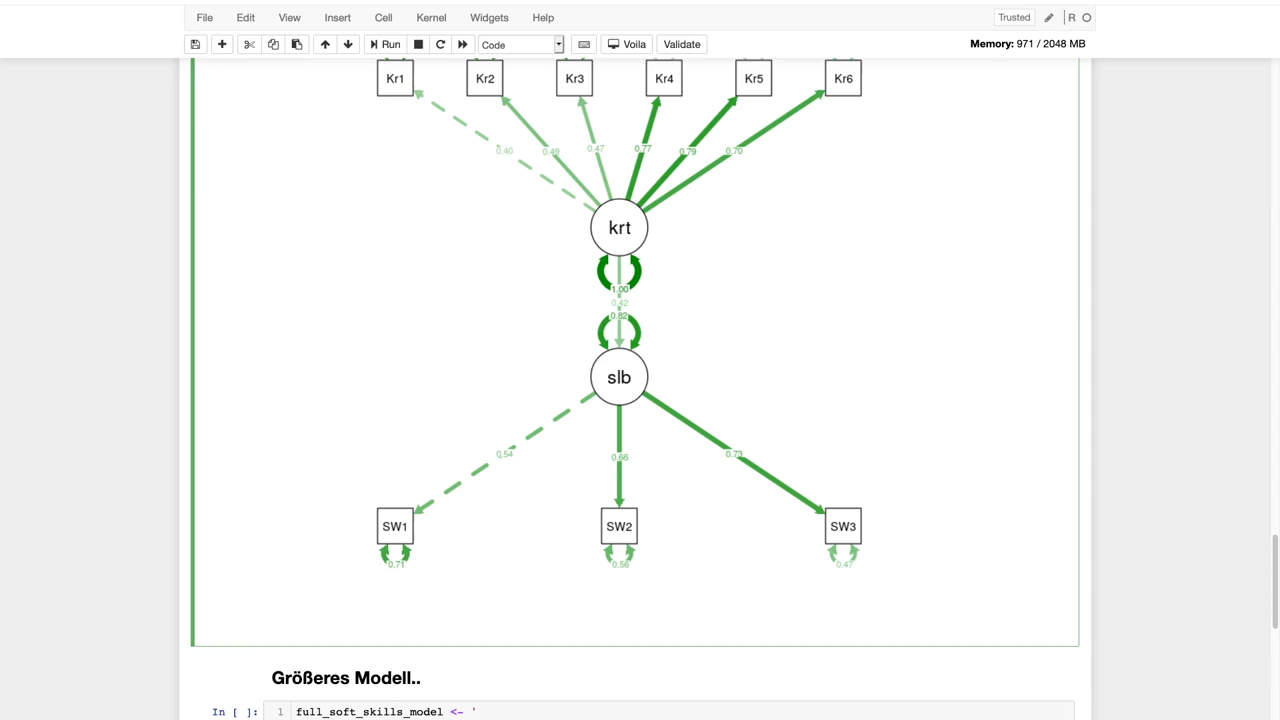 File Edit View Insert Cell Kernel Widgets Help Trusted R
Run Code Voila Validate Memory: 971 / 2048 MB
Kr1 Kr2 Kr3 Kr4 Kr5 Kr6
0.40 0.49 0.47 0.77 0.79 0.70
krt
1.00
0.42
0.82
slb
0.54 0.66 0.73
SW1 SW2 SW3
0.71 0.56 0.47
Größeres Modell..
In [ ]: 1 full_soft_skills_model <- '